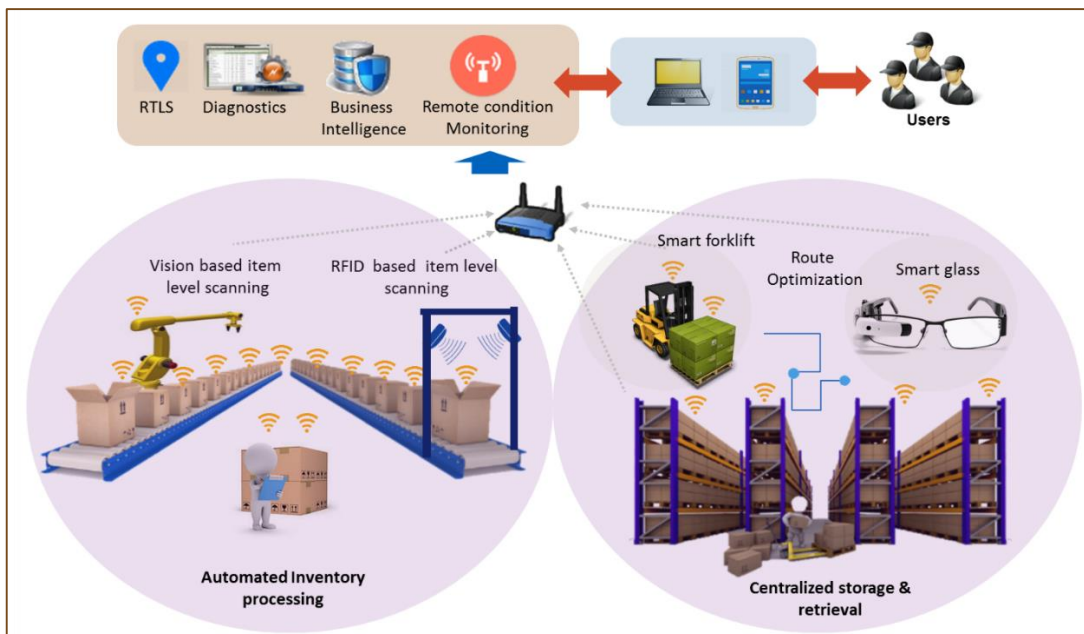 RTLS
Diagnostics
Business
Intelligence
Remote condition
Monitoring
Users
Vision based item
level scanning
RFID based item level
scanning
Smart forklift
Route
Optimization
Smart glass
Automated Inventory
processing
Centralized storage &
retrieval